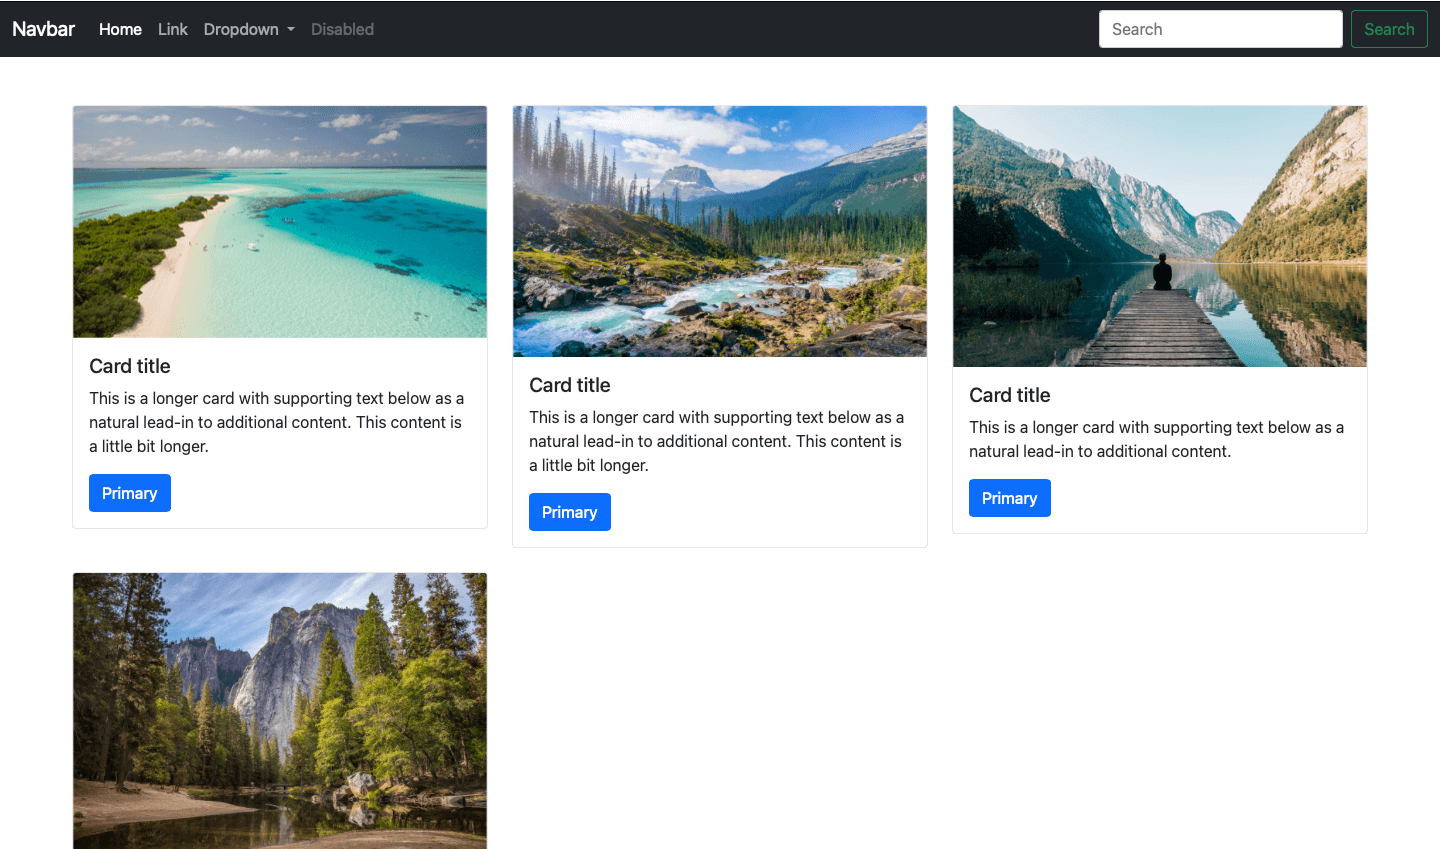 Navbar Home Link Dropdown Disabled Search Search
Card title
This is a longer card with supporting text below as a
natural lead-in to additional content. This content is
a little bit longer.
Primary
Card title
This is a longer card with supporting text below as a
natural lead-in to additional content. This content is
a little bit longer.
Primary
Card title
This is a longer card with supporting text below as a
natural lead-in to additional content.
Primary